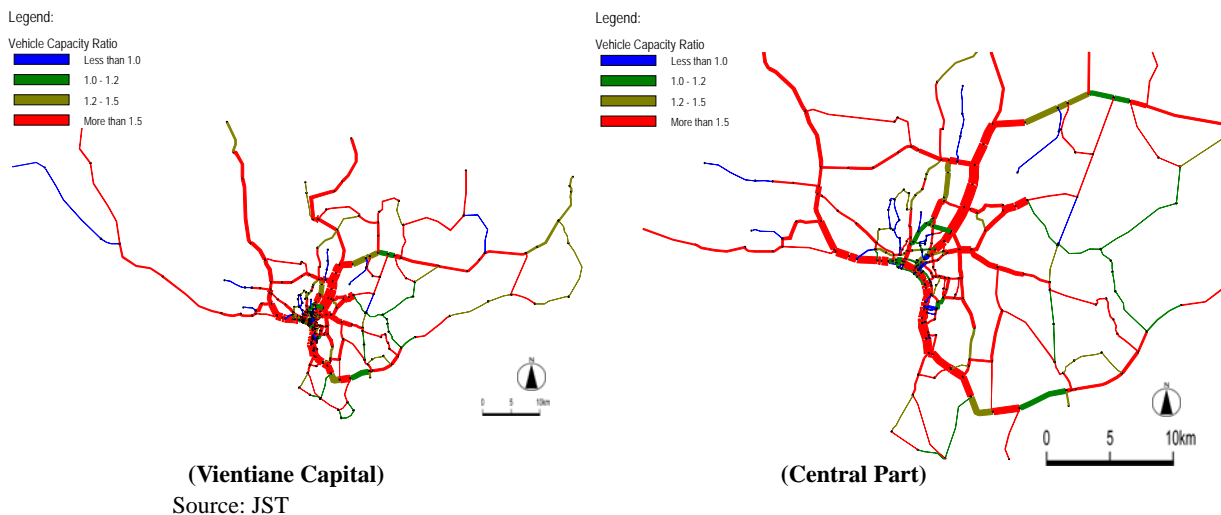 Legend:
Vehicle Capacity Ratio
Less than 1.0
1.0 - 1.2
1.2 - 1.5
More than 1.5
N
0 5 10km
(Vientiane Capital)
Source: JST
Legend:
Vehicle Capacity Ratio
Less than 1.0
1.0 - 1.2
1.2 - 1.5
More than 1.5
N
0 5 10km
(Central Part)